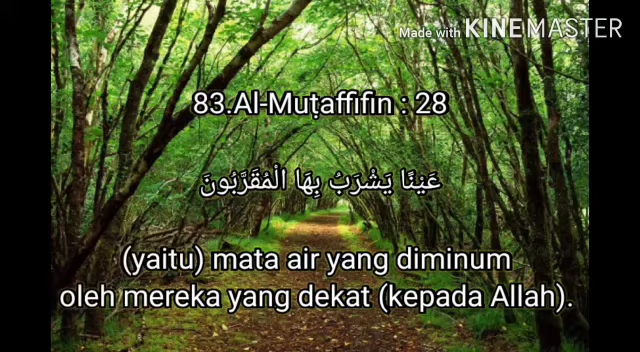 Made with KINEMASTER
83.Al-Muṭaffifīn : 28
عَيْنًا يَشْرَبُ بِهَا الْمُقَرَّبُونَ
(yaitu) mata air yang diminum
oleh mereka yang dekat (kepada Allah).